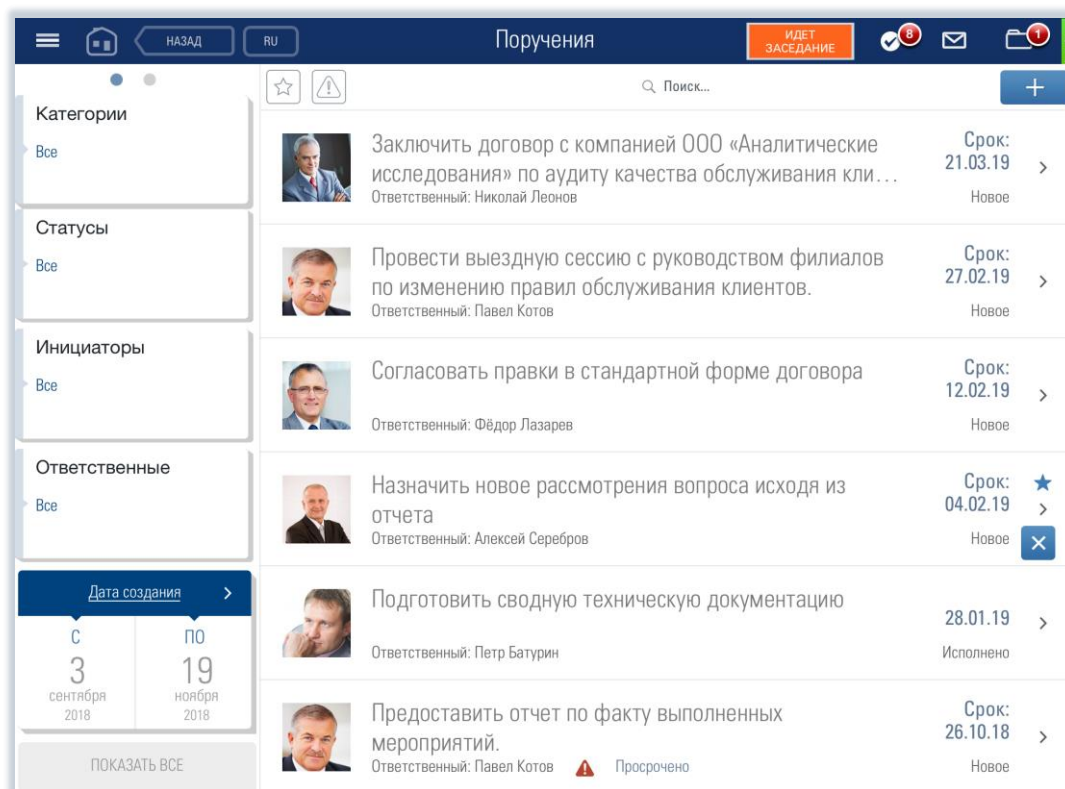 НАЗАД
RU
Поручения
ИДЕТ
ЗАСЕДАНИЕ
8
1
Поиск...
Категории
Все
Статусы
Все
Инициаторы
Все
Ответственные
Все
Дата создания
С
3
сентября
2018
ПО
19
ноября
2018
ПОКАЗАТЬ ВСЕ
Заключить договор с компанией ООО «Аналитические
исследования» по аудиту качества обслуживания кли...
Ответственный: Николай Леонов
Срок:
21.03.19
Новое
Провести выездную сессию с руководством филиалов
по изменению правил обслуживания клиентов.
Ответственный: Павел Котов
Срок:
27.02.19
Новое
Согласовать правки в стандартной форме договора
Ответственный: Фёдор Лазарев
Срок:
12.02.19
Новое
Назначить новое рассмотрения вопроса исходя из
отчета
Ответственный: Алексей Серебров
Срок:
04.02.19
Новое
Подготовить сводную техническую документацию
Ответственный: Петр Батурин
28.01.19
Исполнено
Предоставить отчет по факту выполненных
мероприятий.
Ответственный: Павел Котов
Просрочено
Срок:
26.10.18
Новое